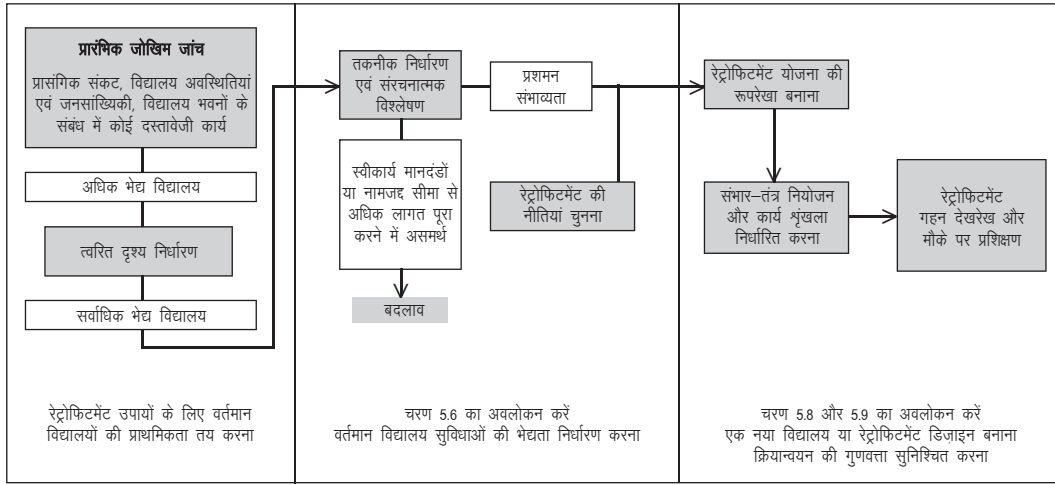 प्रारंभिक जोखिम जांच
प्रासंगिक संकट, विद्यालय अवस्थितियां
एवं जनसांख्यिकी, विद्यालय भवनों के
संबंध में कोई दस्तावेजी कार्य
अधिक भेद्य विद्यालय
त्वरित दृश्य निर्धारण
सर्वाधिक भेद्य विद्यालय
रेट्रोफिटमेंट उपायों के लिए वर्तमान
विद्यालयों की प्राथमिकता तय करना
तकनीक निर्धारण
एवं संरचनात्मक
विश्लेषण
प्रशमन
संभाव्यता
स्वीकार्य मानदंडों
या नामजद्द सीमा से
अधिक लागत पूरा
करने में असमर्थ
रेट्रोफिटमेंट की
नीतियां चुनना
बदलाव
चरण 5.6 का अवलोकन करें
वर्तमान विद्यालय सुविधाओं की भेद्यता निर्धारण करना
रेट्रोफिटमेंट योजना की
रूपरेखा बनाना
संभार–तंत्र नियोजन
और कार्य शृंखला
निर्धारित करना
रेट्रोफिटमेंट
गहन देखरेख और
मौके पर प्रशिक्षण
चरण 5.8 और 5.9 का अवलोकन करें
एक नया विद्यालय या रेट्रोफिटमेंट डिज़ाइन बनाना
क्रियान्वयन की गुणवत्ता सुनिश्चित करना